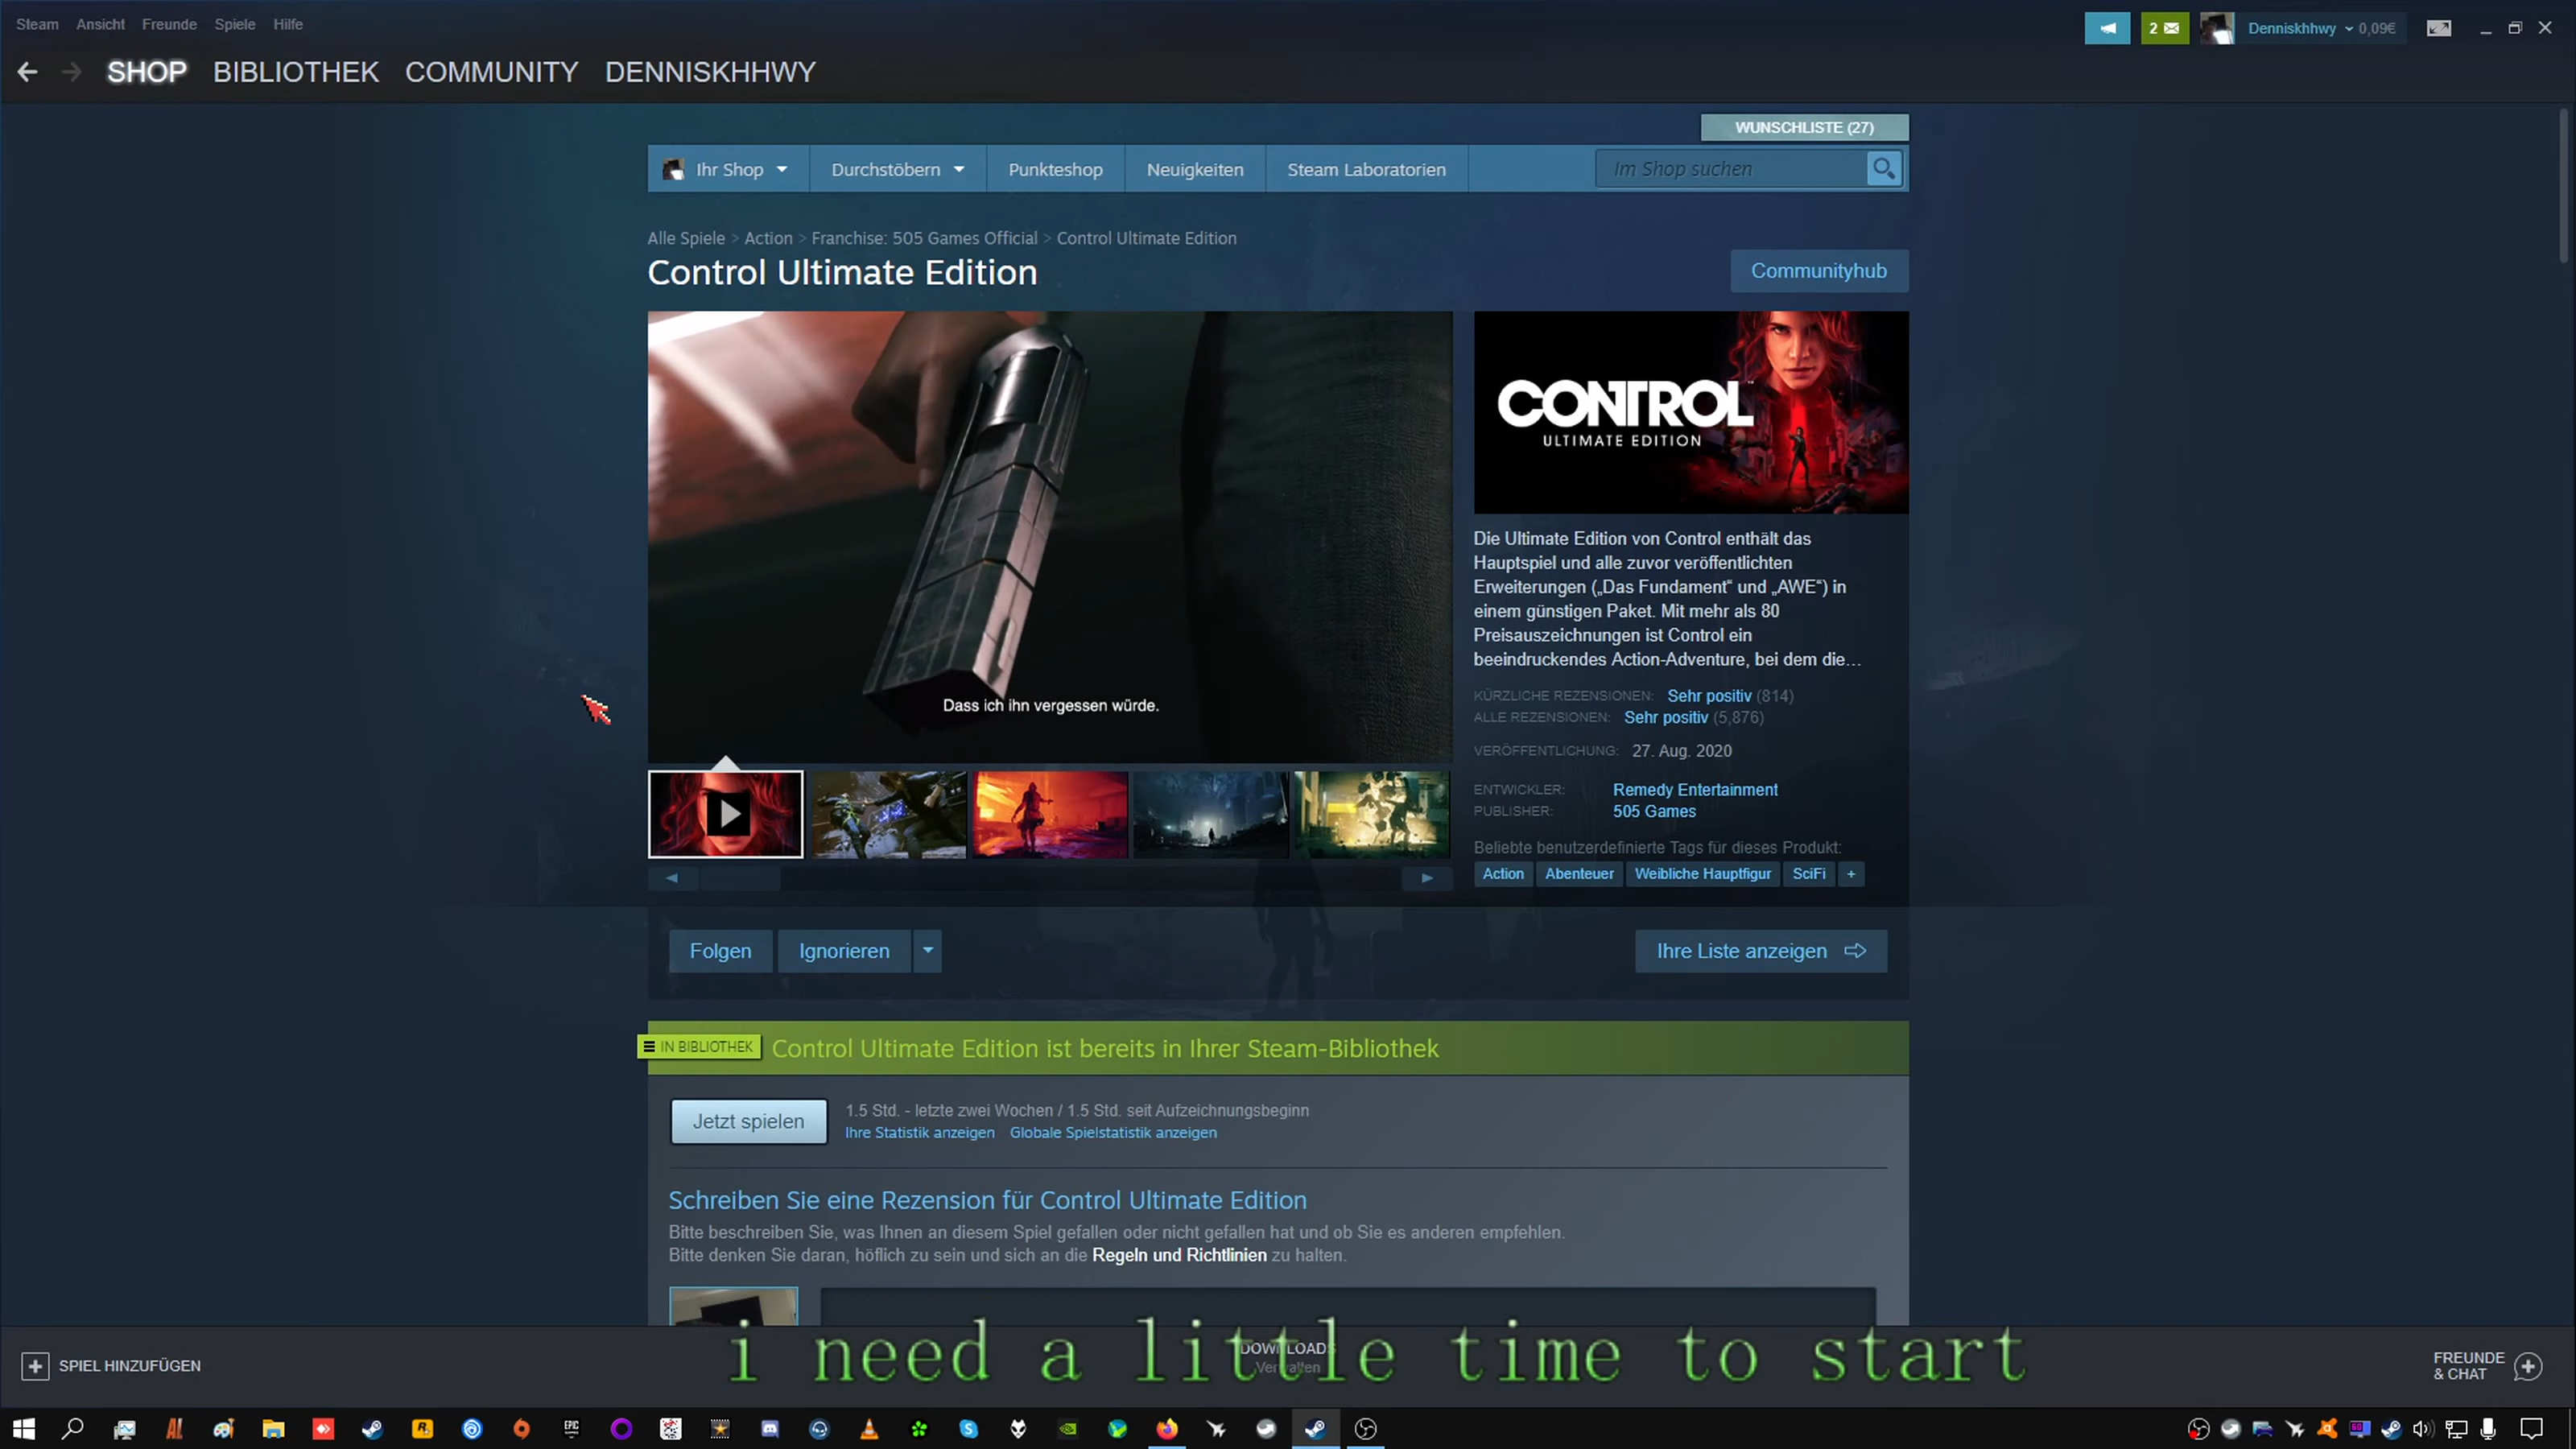 Steam Ansicht Freunde Spiele Hilfe
2 Denniskhhwy 0,09€
SHOP BIBLIOTHEK COMMUNITY DENNISKHHWY
WUNSCHLISTE (27)
Ihr Shop Durchstöbern Punkteshop Neuigkeiten Steam Laboratorien Im Shop suchen
Alle Spiele > Action > Franchise: 505 Games Official > Control Ultimate Edition
Control Ultimate Edition
Communityhub
CONTROL
ULTIMATE EDITION
Dass ich ihn vergessen würde.
Die Ultimate Edition von Control enthält das
Hauptspiel und alle zuvor veröffentlichten
Erweiterungen („Das Fundament“ und „AWE“) in
einem günstigen Paket. Mit mehr als 80
Preisauszeichnungen ist Control ein
beeindruckendes Action-Adventure, bei dem die...
KÜRZLICHE REZENSIONEN: Sehr positiv (814)
ALLE REZENSIONEN: Sehr positiv (5,876)
VERÖFFENTLICHUNG: 27. Aug. 2020
ENTWICKLER: Remedy Entertainment
PUBLISHER: 505 Games
Beliebte benutzerdefinierte Tags für dieses Produkt:
Action Abenteuer Weibliche Hauptfigur SciFi +
Folgen Ignorieren Ihre Liste anzeigen
IN BIBLIOTHEK Control Ultimate Edition ist bereits in Ihrer Steam-Bibliothek
Jetzt spielen
1.5 Std. - letzte zwei Wochen / 1.5 Std. seit Aufzeichnungsbeginn
Ihre Statistik anzeigen Globale Spielstatistik anzeigen
Schreiben Sie eine Rezension für Control Ultimate Edition
Bitte beschreiben Sie, was Ihnen an diesem Spiel gefallen oder nicht gefallen hat und ob Sie es anderen empfehlen.
Bitte denken Sie daran, höflich zu sein und sich an die Regeln und Richtlinien zu halten.
i need a little time to start
SPIEL HINZUFÜGEN
DOWNLOADS
Verwalten
FREUNDE
& CHAT
EPIC
GAMES